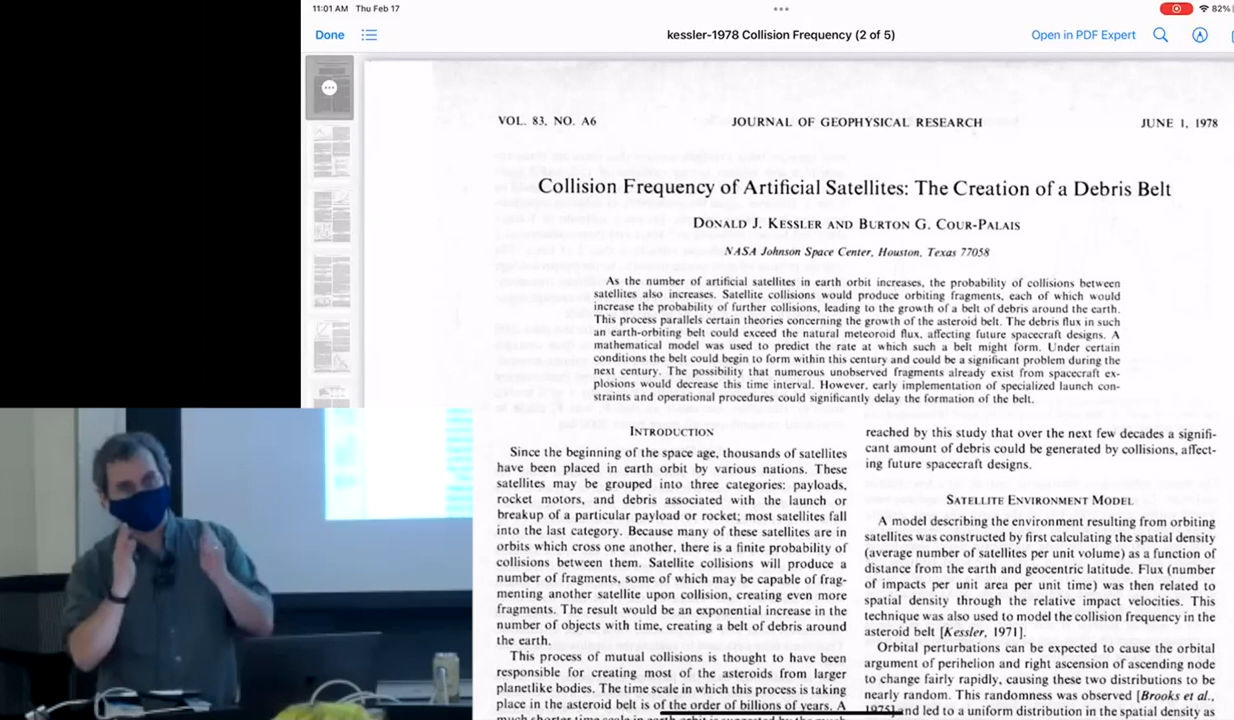 11:01 AM Thu Feb 17
82%
Done
kessler-1978 Collision Frequency (2 of 5)
Open in PDF Expert
VOL. 83, NO. A6
JOURNAL OF GEOPHYSICAL RESEARCH
JUNE 1, 1978
Collision Frequency of Artificial Satellites: The Creation of a Debris Belt
DONALD J. KESSLER AND BURTON G. COUR-PALAIS
NASA Johnson Space Center, Houston, Texas 77058
As the number of artificial satellites in earth orbit increases, the probability of collisions between
satellites also increases. Satellite collisions would produce orbiting fragments, each of which would
increase the probability of further collisions, leading to the growth of a belt of debris around the earth.
This process parallels certain theories concerning the growth of the asteroid belt. The debris flux in such
an earth-orbiting belt could exceed the natural meteoroid flux, affecting future spacecraft designs. A
mathematical model was used to predict the rate at which such a belt might form. Under certain
conditions the belt could begin to form within this century and could be a significant problem during the
next century. The possibility that numerous unobserved fragments already exist from spacecraft ex-
plosions would decrease this time interval. However, early implementation of specialized launch con-
straints and operational procedures could significantly delay the formation of the belt.
INTRODUCTION
Since the beginning of the space age, thousands of satellites
have been placed in earth orbit by various nations. These
satellites may be grouped into three categories: payloads,
rocket motors, and debris associated with the launch or
breakup of a particular payload or rocket; most satellites fall
into the last category. Because many of these satellites are in
orbits which cross one another, there is a finite probability of
collisions between them. Satellite collisions will produce a
number of fragments, some of which may be capable of frag-
menting another satellite upon collision, creating even more
fragments. The result would be an exponential increase in the
number of objects with time, creating a belt of debris around
the earth.
This process of mutual collisions is thought to have been
responsible for creating most of the asteroids from larger
planetlike bodies. The time scale in which this process is taking
place in the asteroid belt is of the order of billions of years. A
reached by this study that over the next few decades a signifi-
cant amount of debris could be generated by collisions, affect-
ing future spacecraft designs.
SATELLITE ENVIRONMENT MODEL
A model describing the environment resulting from orbiting
satellites was constructed by first calculating the spatial density
(average number of satellites per unit volume) as a function of
distance from the earth and geocentric latitude. Flux (number
of impacts per unit area per unit time) was then related to
spatial density through the relative impact velocities. This
technique was also used to model the collision frequency in the
asteroid belt [Kessler, 1971].
Orbital perturbations can be expected to cause the orbital
argument of perihelion and right ascension of ascending node
to change fairly rapidly, causing these two distributions to be
nearly random. This randomness was observed [Brooks et al.,
1975] and led to a uniform distribution in the spatial density as